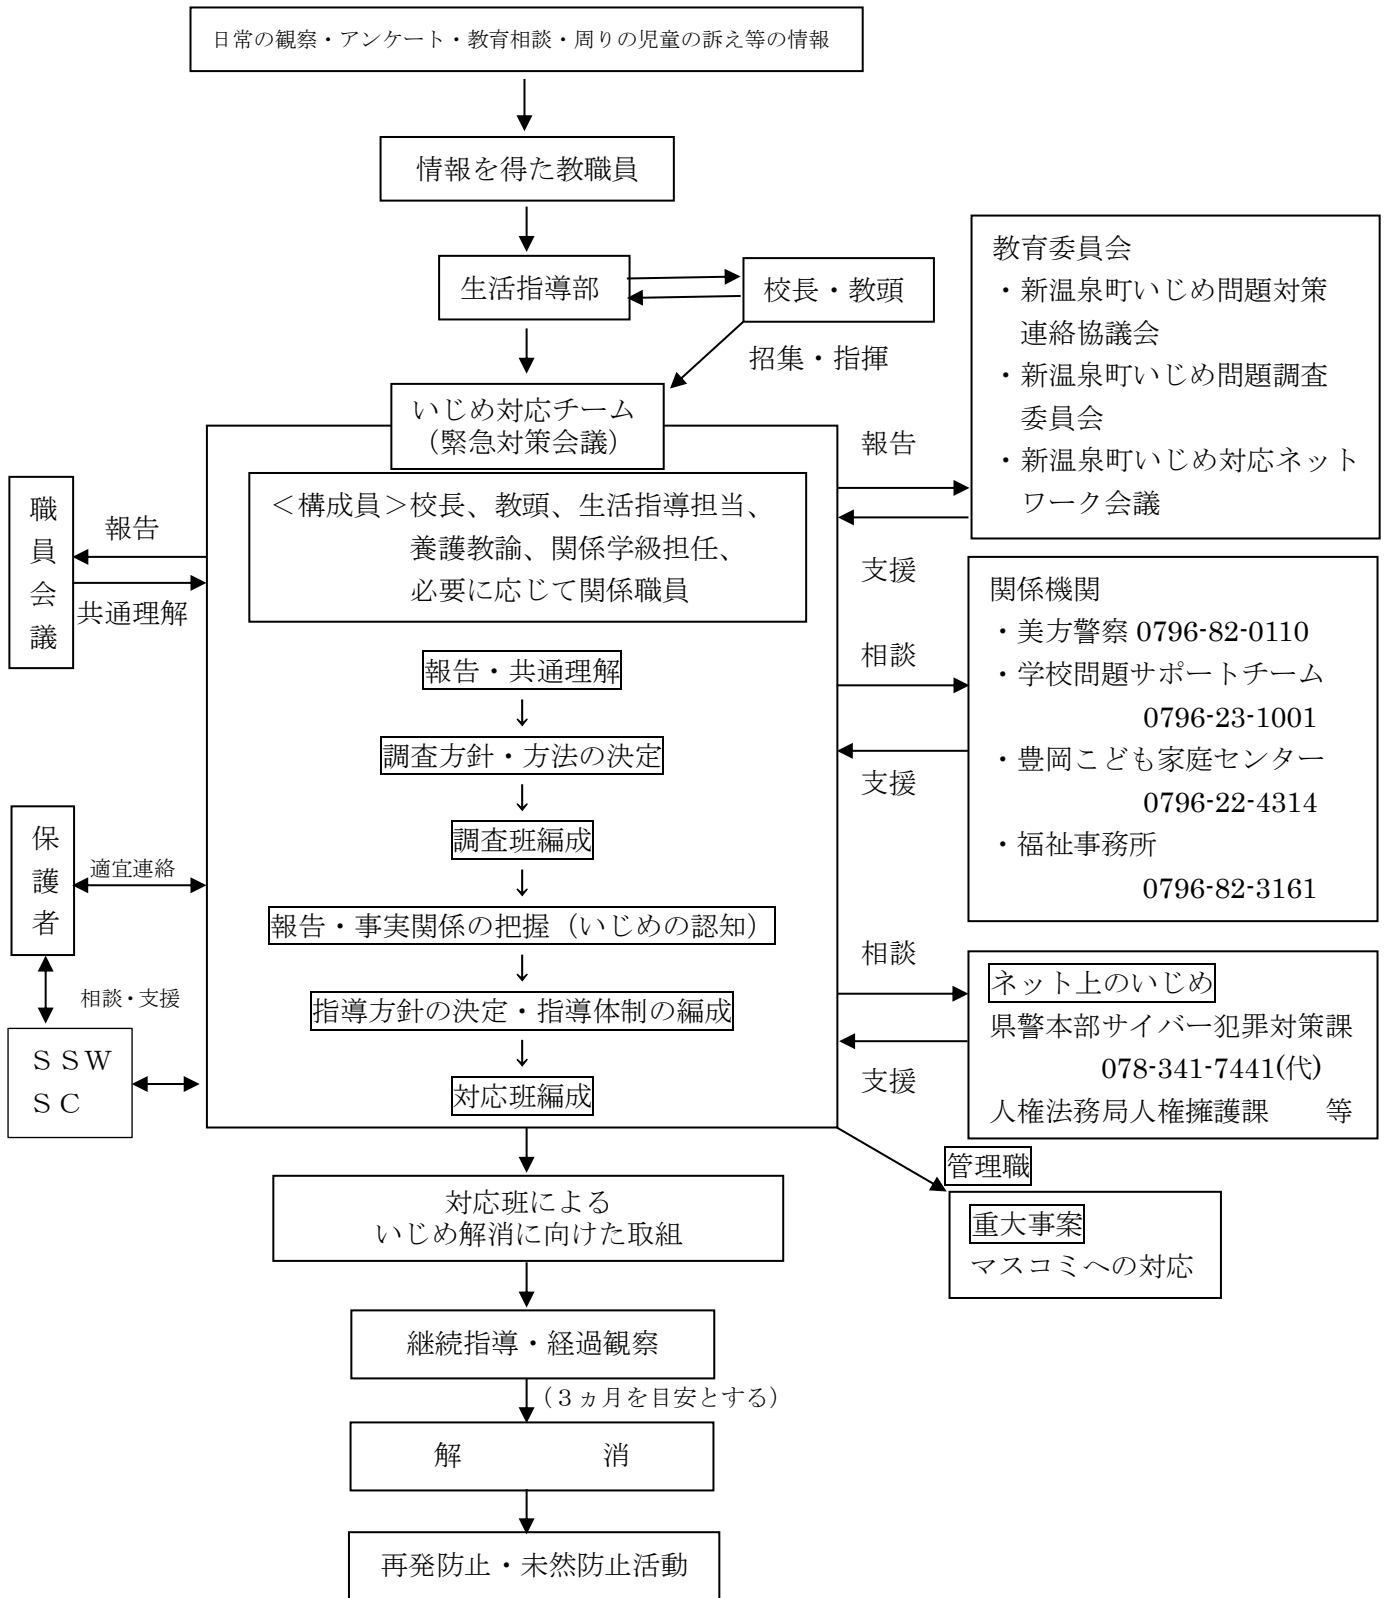 日常の観察・アンケート・教育相談・周りの児童の訴え等の情報
情報を得た教職員
生活指導部
校長・教頭
招集・指揮
いじめ対応チーム
（緊急対策会議）
＜構成員＞校長、教頭、生活指導担当、
養護教諭、関係学級担任、
必要に応じて関係職員
報告・共通理解
↓
調査方針・方法の決定
↓
調査班編成
↓
報告・事実関係の把握（いじめの認知）
↓
指導方針の決定・指導体制の編成
↓
対応班編成
職員会議
報告
共通理解
保護者
適宜連絡
相談・支援
ＳＳＷ
ＳＣ
報告
支援
教育委員会
・新温泉町いじめ問題対策
連絡協議会
・新温泉町いじめ問題調査
委員会
・新温泉町いじめ対応ネット
ワーク会議
相談
支援
関係機関
・美方警察 0796-82-0110
・学校問題サポートチーム
0796-23-1001
・豊岡こども家庭センター
0796-22-4314
・福祉事務所
0796-82-3161
相談
支援
ネット上のいじめ
県警本部サイバー犯罪対策課
078-341-7441(代)
人権法務局人権擁護課　　等
管理職
重大事案
マスコミへの対応
対応班による
いじめ解消に向けた取組
継続指導・経過観察
（３ヵ月を目安とする）
解　　　　　消
再発防止・未然防止活動